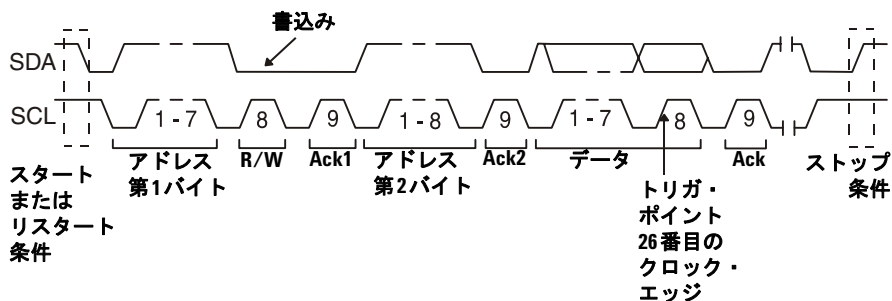 書込み
SDA
SCL
1 - 7
8
9
1 - 8
9
1 - 7
8
9
アドレス
第1バイト
R/W
Ack1
アドレス
第2バイト
Ack2
データ
Ack
スタート
または
リスタート
条件
トリガ・
ポイント
26番目の
クロック・
エッジ
ストップ
条件